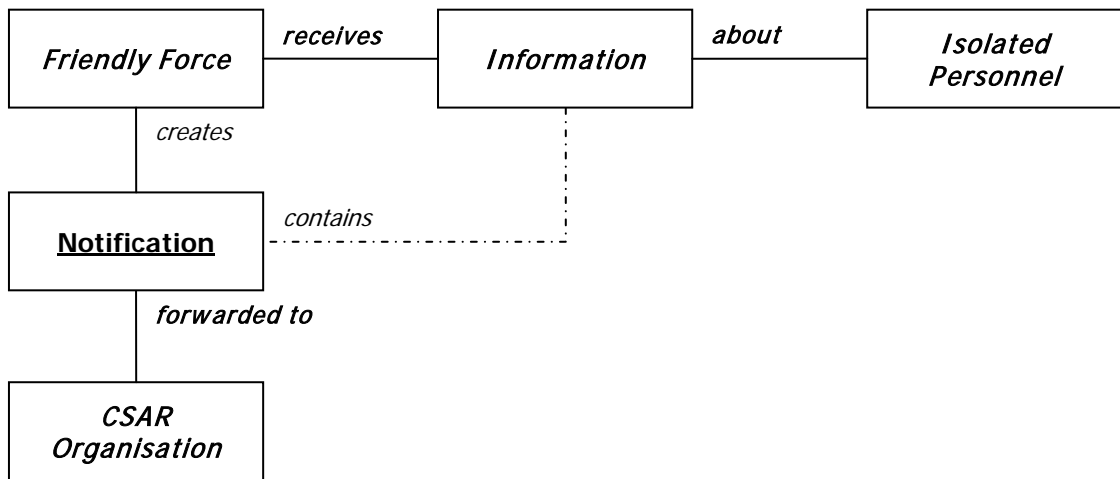 Friendly Force
receives
Information
about
Isolated
Personnel
creates
Notification
contains
forwarded to
CSAR
Organisation